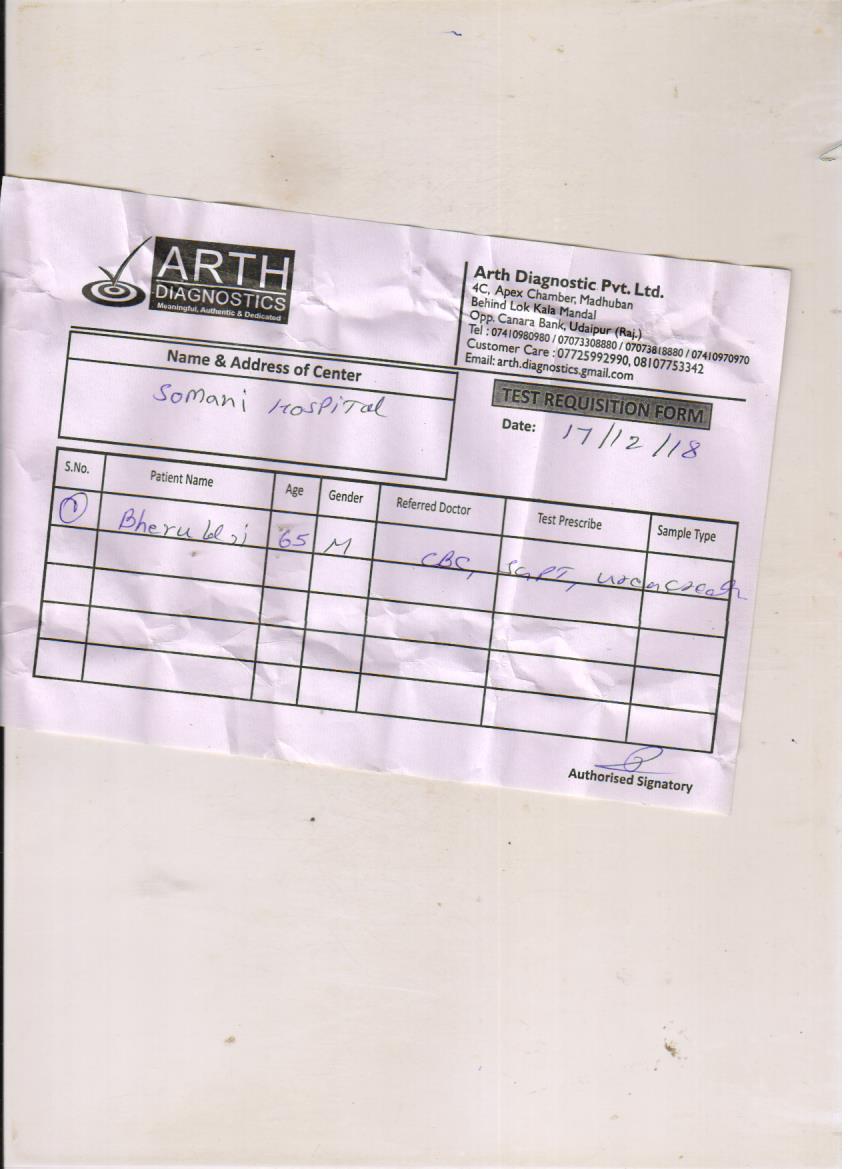 ARTH
DIAGNOSTICS
Meaningful, Authentic & Dedicated
Arth Diagnostic Pvt. Ltd.
4C, Apex Chamber, Madhuban
Behind Lok Kala Mandal
Opp. Canara Bank, Udaipur (Raj.)
Tel : 07410980980 / 07073308880 / 07073818880 / 07410970970
Customer Care : 07725992990, 08107753342
Email: arth.diagnostics.gmail.com
Name & Address of Center
Somani Hospital
TEST REQUISITION FORM
Date: 17/12/18
S.No. Patient Name Age Gender Referred Doctor Test Prescribe Sample Type
1 Bheru 65 M CBC, SGPT,
Authorised Signatory